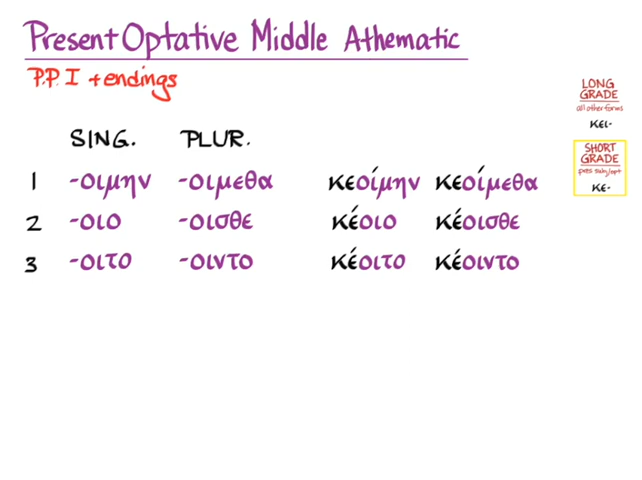 Present Optative Middle Athematic
P.P. I + endings
LONG
GRADE
all other forms
κει-
SHORT
GRADE
pres subj/opt
κε-
SING. PLUR.
1 -οιμην -οιμεθα κεοίμην κεοίμεθα
2 -οιο -οισθε κέοιο κέοισθε
3 -οιτο -οιντο κέοιτο κέοιντο